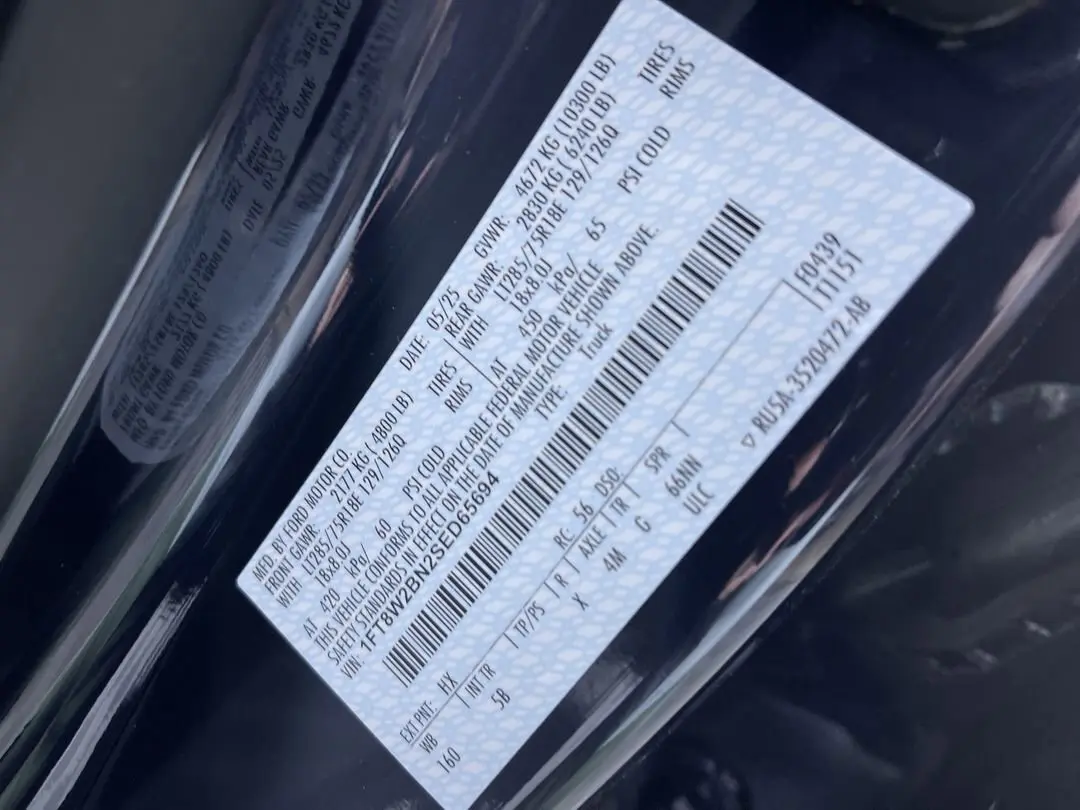 MFD. BY FORD MOTOR CO.
DATE: 05/25
GVWR: 4672 KG (10300 LB)
FRONT GAWR: 2177 KG ( 4800 LB)
REAR GAWR: 2830 KG ( 6240 LB)
WITH LT285/75R18E 129/126Q TIRES
WITH LT285/75R18E 129/126Q TIRES
18x8.0J RIMS
18x8.0J RIMS
AT 420 kPa/ 60 PSI COLD
AT 450 kPa/ 65 PSI COLD
THIS VEHICLE CONFORMS TO ALL APPLICABLE FEDERAL MOTOR VEHICLE
SAFETY STANDARDS IN EFFECT ON THE DATE OF MANUFACTURE SHOWN ABOVE.
VIN: 1FT8W2BN2SED65694
TYPE: Truck
EXT PNT: HX RC: 56 DSO: F0439
WB INT TR TP/PS R AXLE TR SPR T1151
160 5B X 4M G 66NN
ULC
▽ RU5A-3520472-AB